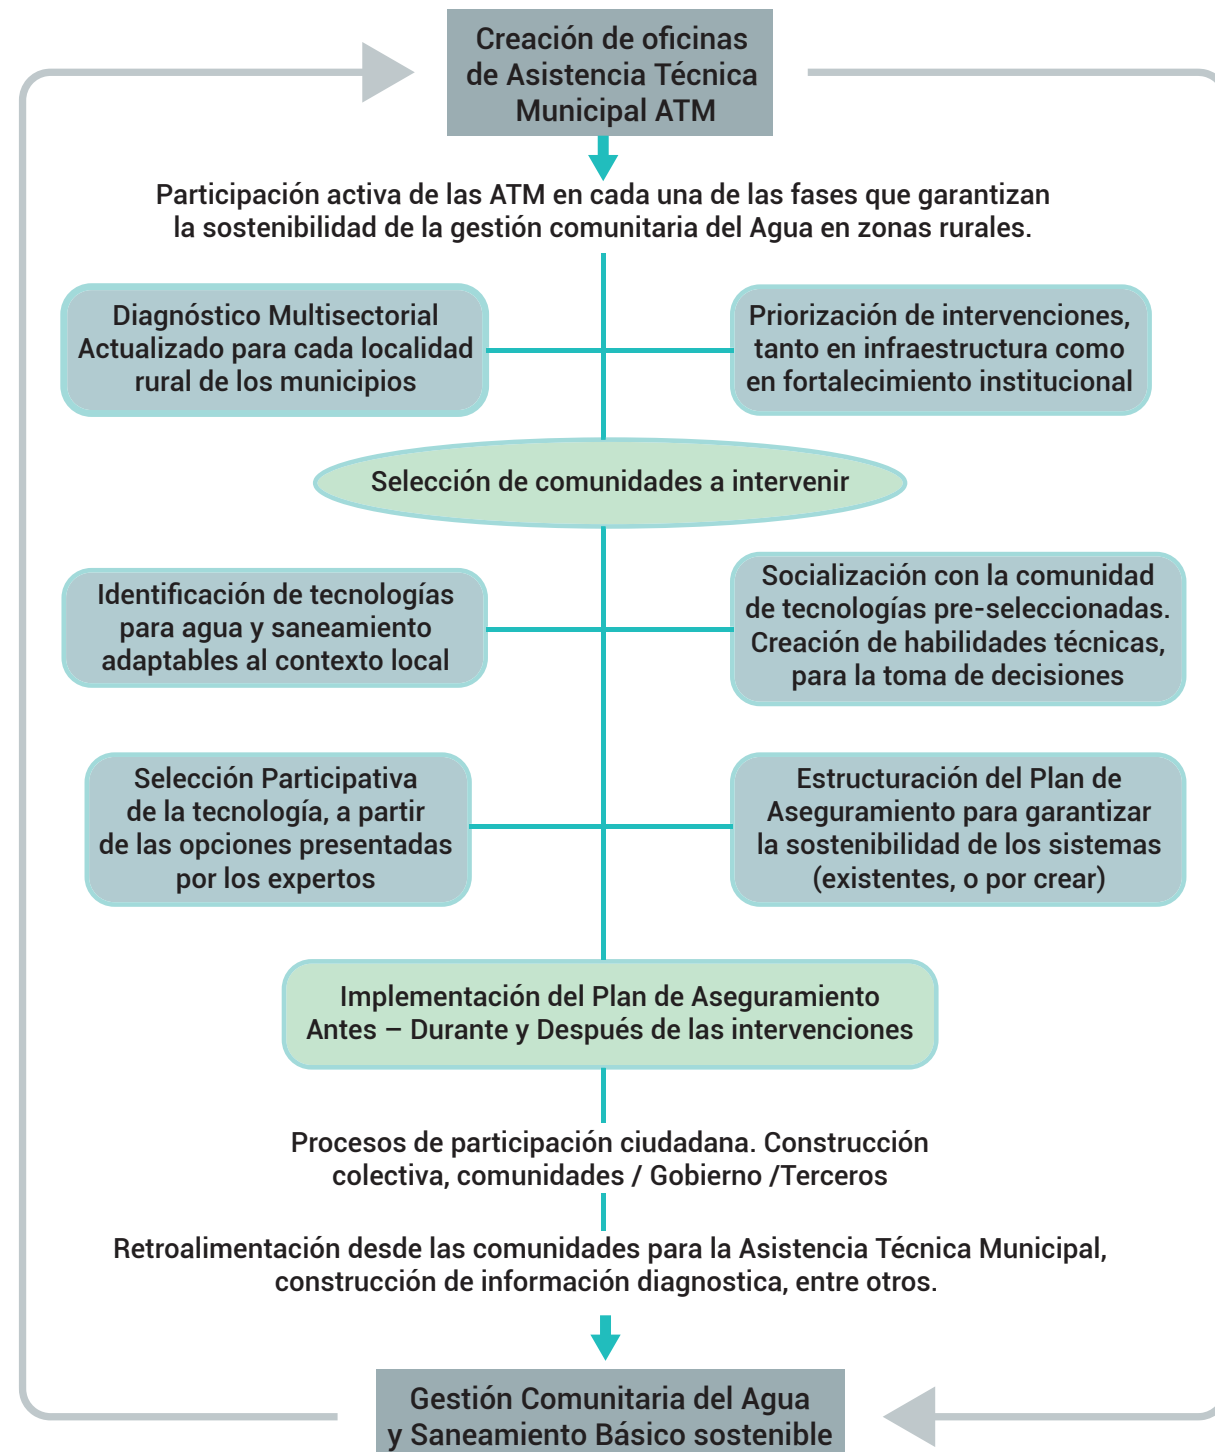 Creación de oficinas
de Asistencia Técnica
Municipal ATM
Participación activa de las ATM en cada una de las fases que garantizan
la sostenibilidad de la gestión comunitaria del Agua en zonas rurales.
Diagnóstico Multisectorial
Actualizado para cada localidad
rural de los municipios
Priorización de intervenciones,
tanto en infraestructura como
en fortalecimiento institucional
Selección de comunidades a intervenir
Identificación de tecnologías
para agua y saneamiento
adaptables al contexto local
Socialización con la comunidad
de tecnologías pre-seleccionadas.
Creación de habilidades técnicas,
para la toma de decisiones
Selección Participativa
de la tecnología, a partir
de las opciones presentadas
por los expertos
Estructuración del Plan de
Aseguramiento para garantizar
la sostenibilidad de los sistemas
(existentes, o por crear)
Implementación del Plan de Aseguramiento
Antes – Durante y Después de las intervenciones
Procesos de participación ciudadana. Construcción
colectiva, comunidades / Gobierno /Terceros
Retroalimentación desde las comunidades para la Asistencia Técnica Municipal,
construcción de información diagnostica, entre otros.
Gestión Comunitaria del Agua
y Saneamiento Básico sostenible